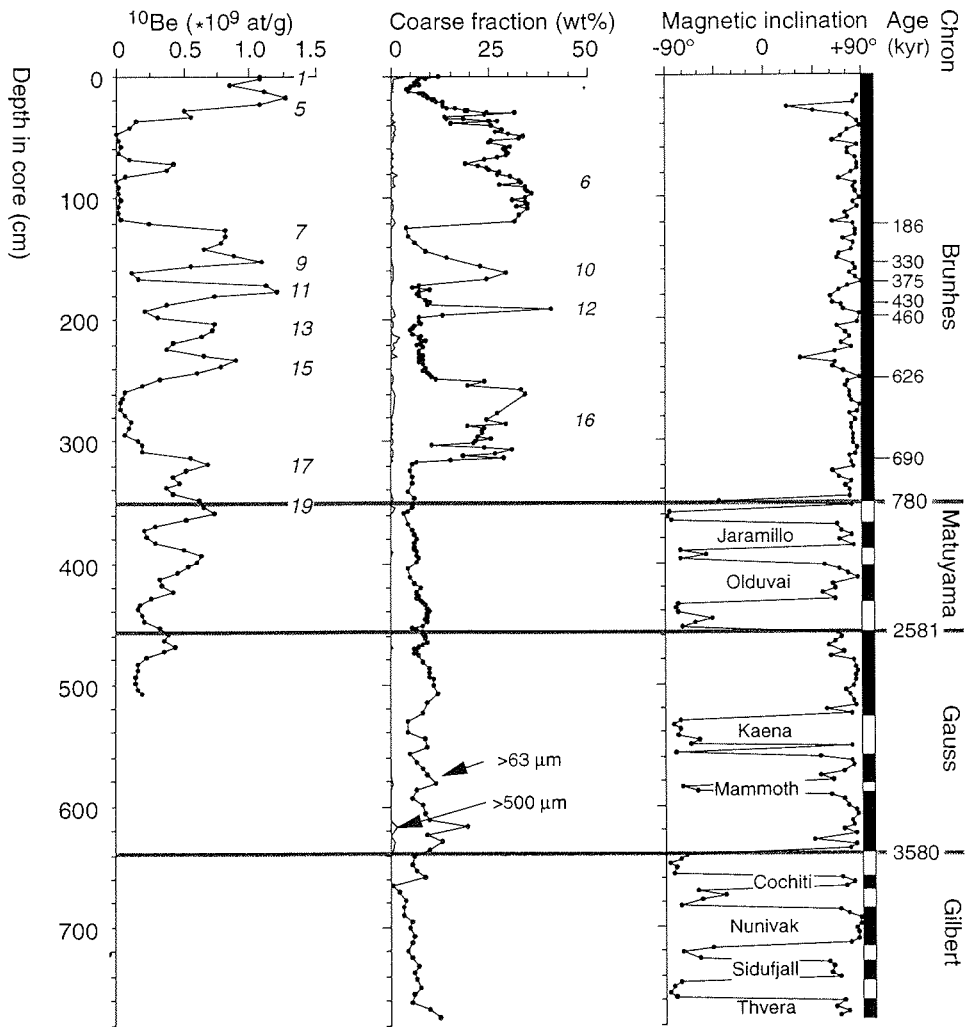 ¹⁰Be (*10⁹ at/g)
Coarse fraction (wt%)
Magnetic inclination
Age (kyr)
Chron
0 0.5 1.0 1.5
0 25 50
-90° 0 +90°
Depth in core (cm)
0
100
200
300
400
500
600
700
1
5
7
9
11
13
15
17
19
6
10
12
16
>63 µm
>500 µm
186
330
375
430
460
626
690
780
2581
3580
Jaramillo
Olduvai
Kaena
Mammoth
Cochiti
Nunivak
Sidufjall
Thvera
Brunhes
Matuyama
Gauss
Gilbert